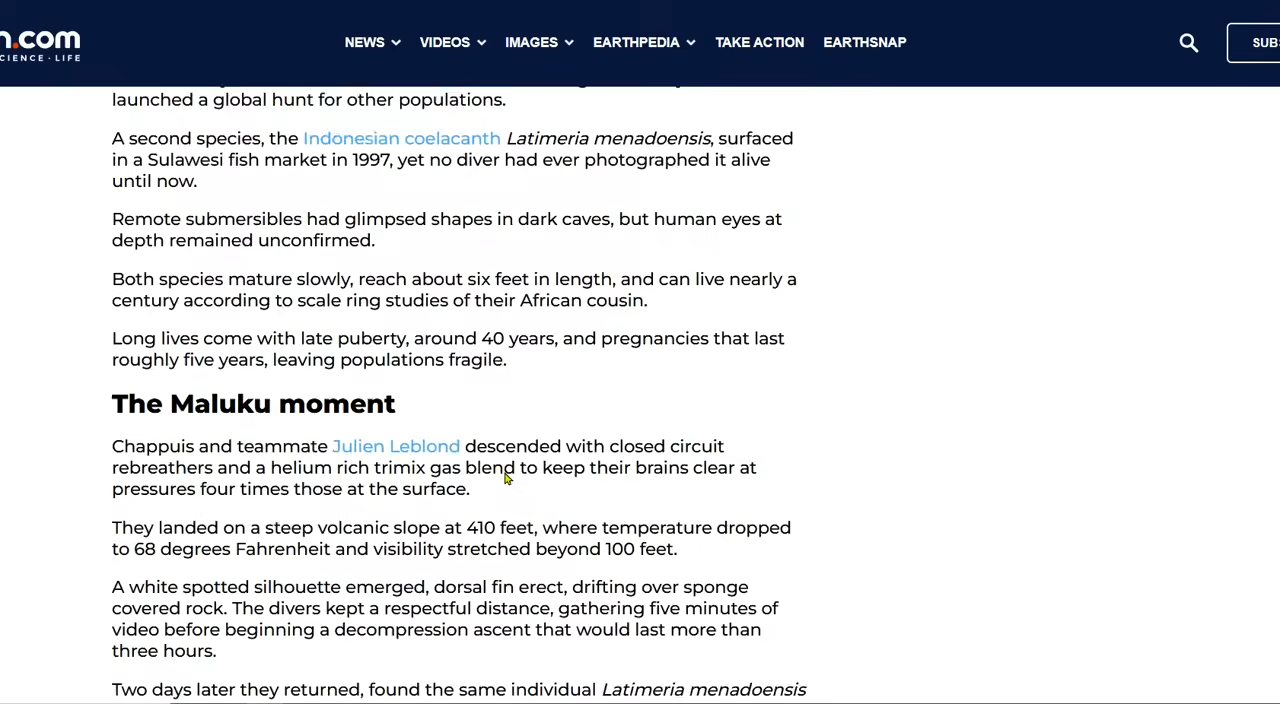 n.com
CIENCE · LIFE
NEWS
VIDEOS
IMAGES
EARTHPEDIA
TAKE ACTION
EARTHSNAP
SUBS
launched a global hunt for other populations.
A second species, the Indonesian coelacanth Latimeria menadoensis, surfaced
in a Sulawesi fish market in 1997, yet no diver had ever photographed it alive
until now.
Remote submersibles had glimpsed shapes in dark caves, but human eyes at
depth remained unconfirmed.
Both species mature slowly, reach about six feet in length, and can live nearly a
century according to scale ring studies of their African cousin.
Long lives come with late puberty, around 40 years, and pregnancies that last
roughly five years, leaving populations fragile.
The Maluku moment
Chappuis and teammate Julien Leblond descended with closed circuit
rebreathers and a helium rich trimix gas blend to keep their brains clear at
pressures four times those at the surface.
They landed on a steep volcanic slope at 410 feet, where temperature dropped
to 68 degrees Fahrenheit and visibility stretched beyond 100 feet.
A white spotted silhouette emerged, dorsal fin erect, drifting over sponge
covered rock. The divers kept a respectful distance, gathering five minutes of
video before beginning a decompression ascent that would last more than
three hours.
Two days later they returned, found the same individual Latimeria menadoensis